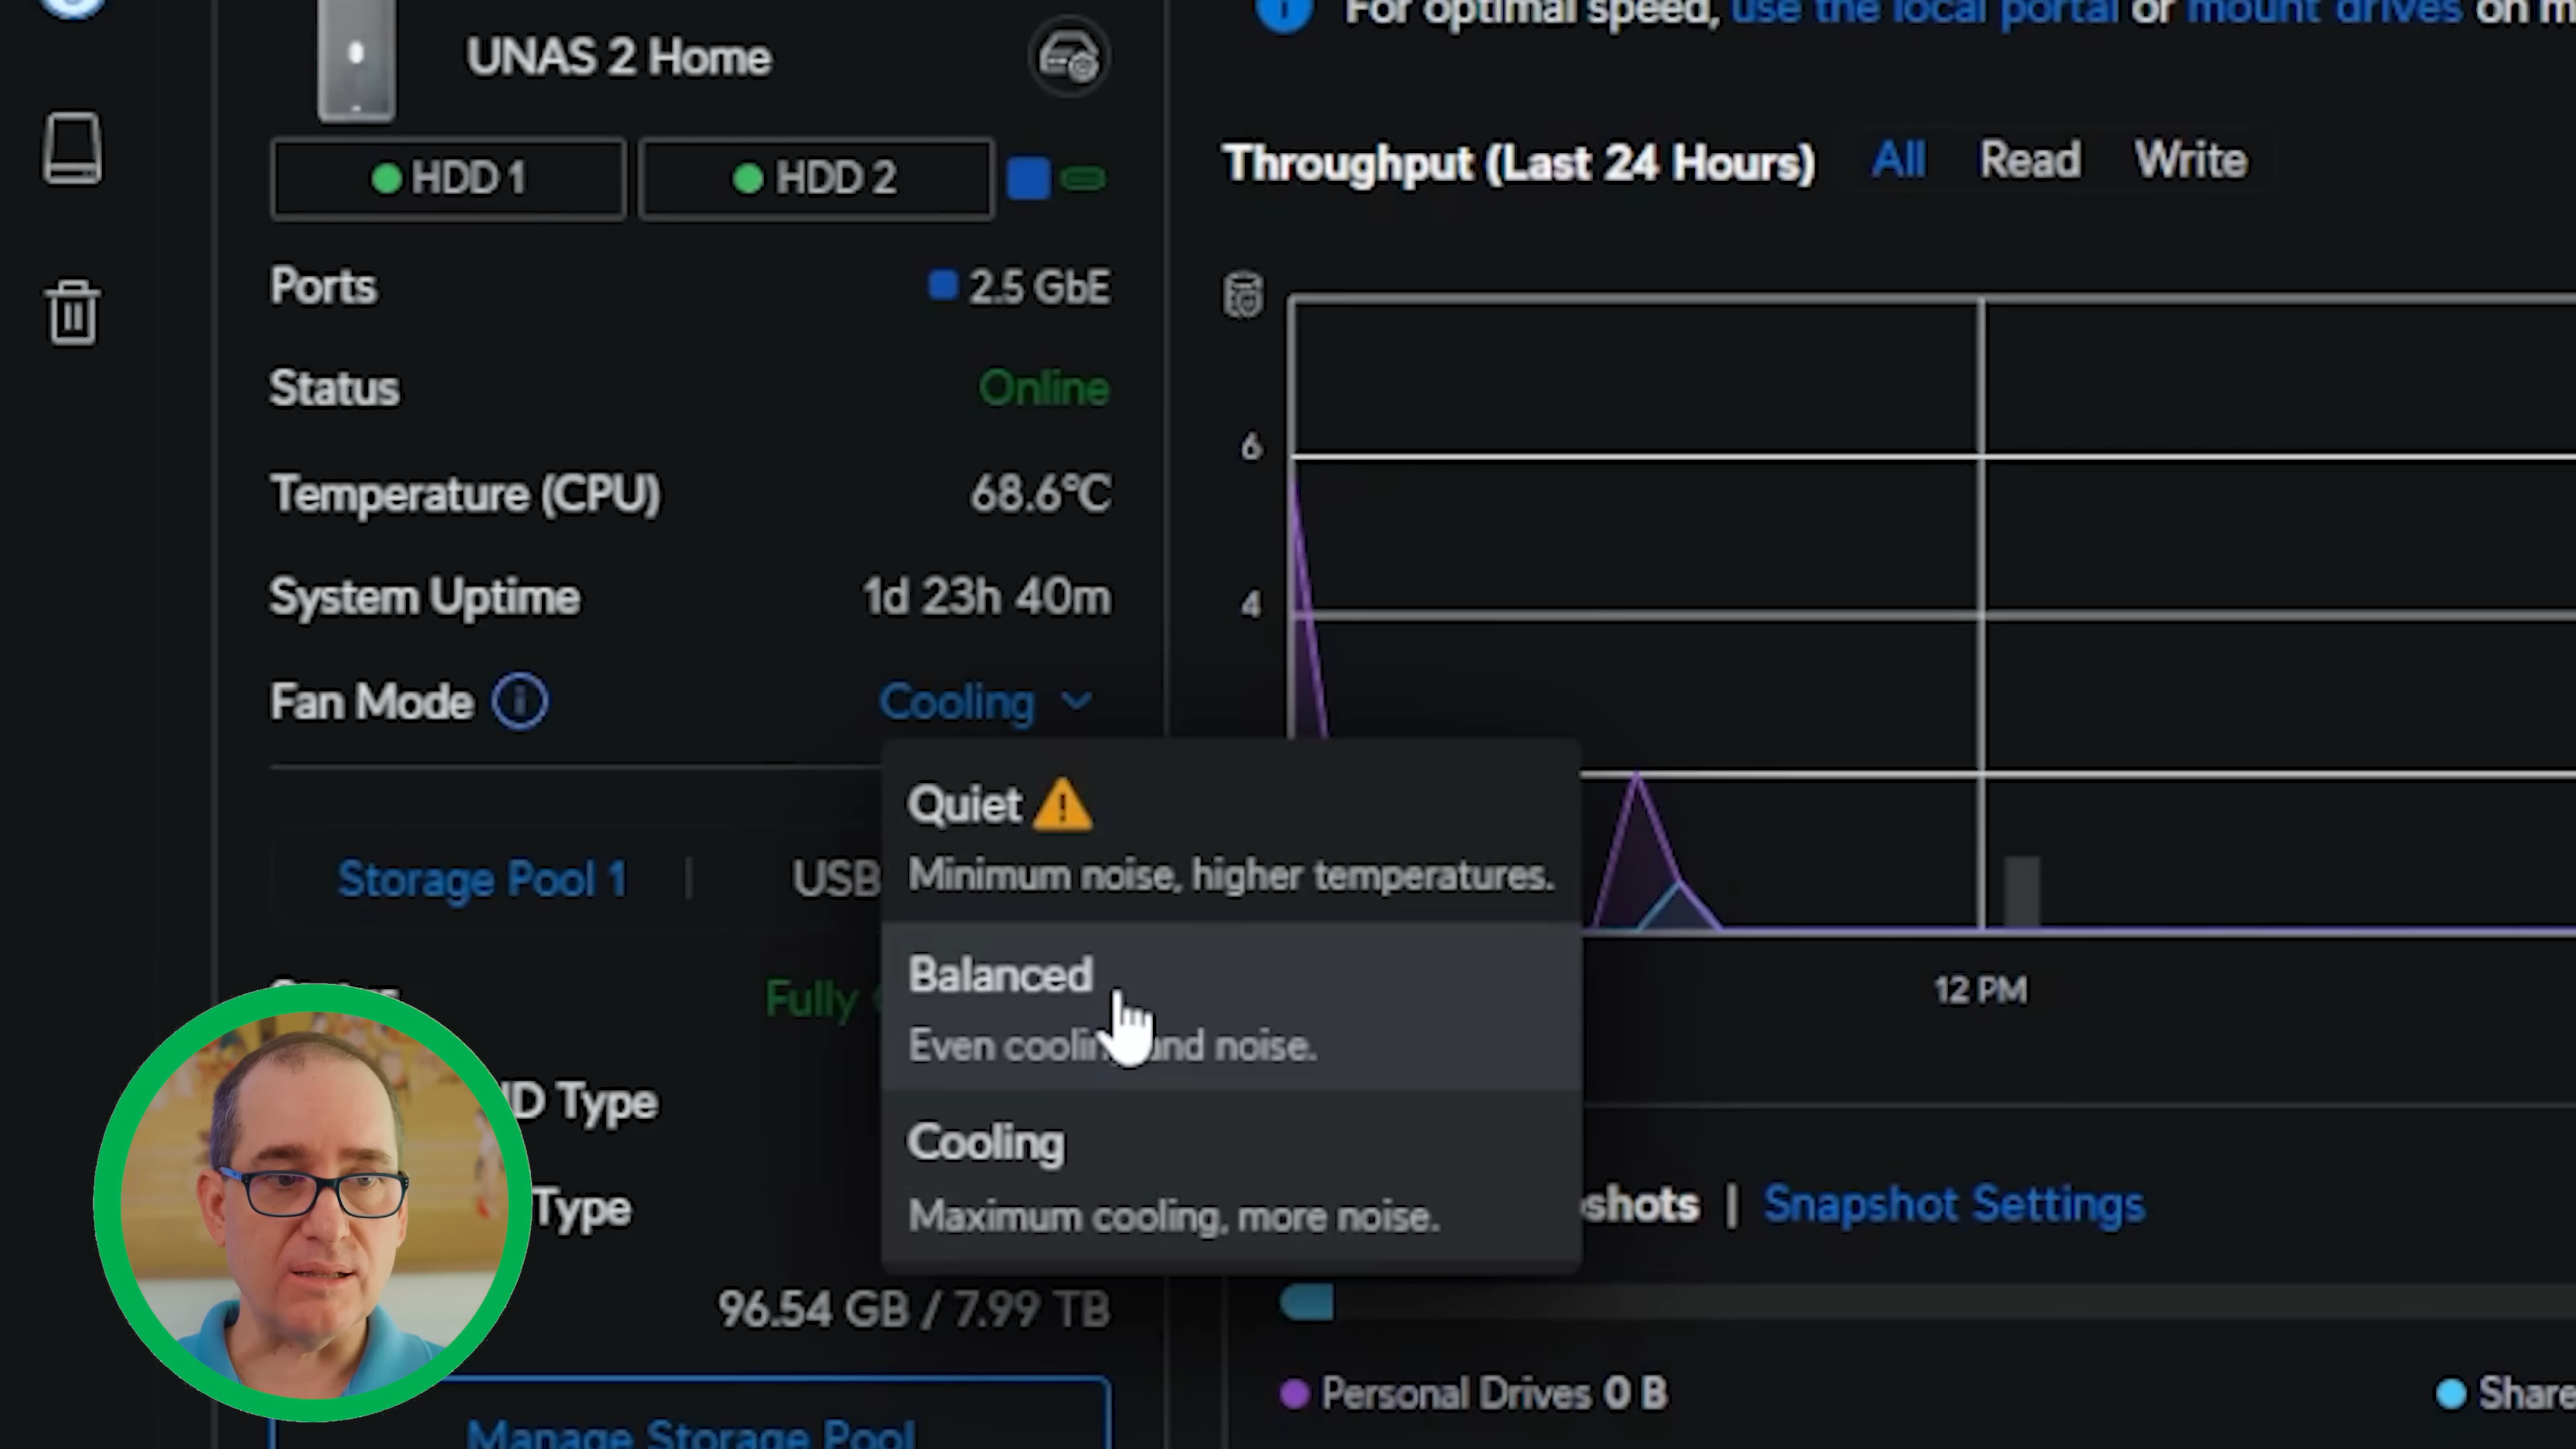 UNAS 2 Home
HDD 1
HDD 2
Ports
2.5 GbE
Status
Online
Temperature (CPU)
68.6°C
System Uptime
1d 23h 40m
Fan Mode
Cooling
Quiet
Minimum noise, higher temperatures.
Balanced
Even cooling and noise.
Cooling
Maximum cooling, more noise.
Storage Pool 1 | USB
Fully
D Type
Type
96.54 GB / 7.99 TB
Manage Storage Pool
For optimal speed, use the local portal or mount drives on
Throughput (Last 24 Hours)
All
Read
Write
6
4
12 PM
shots | Snapshot Settings
Personal Drives 0 B
Share